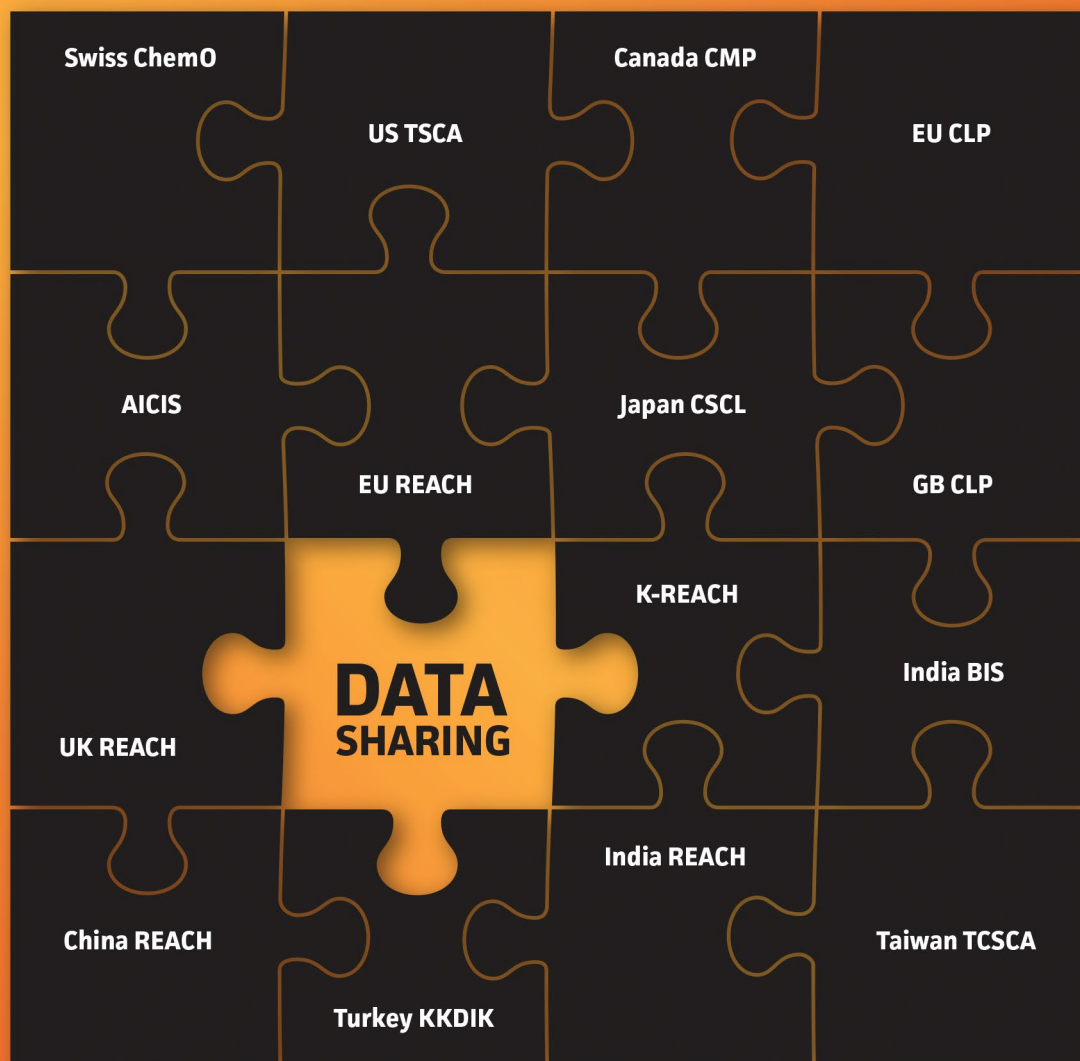 Swiss ChemO
US TSCA
Canada CMP
EU CLP
AICIS
EU REACH
Japan CSCL
GB CLP
UK REACH
DATA
SHARING
K-REACH
India BIS
China REACH
Turkey KKDIK
India REACH
Taiwan TCSCA